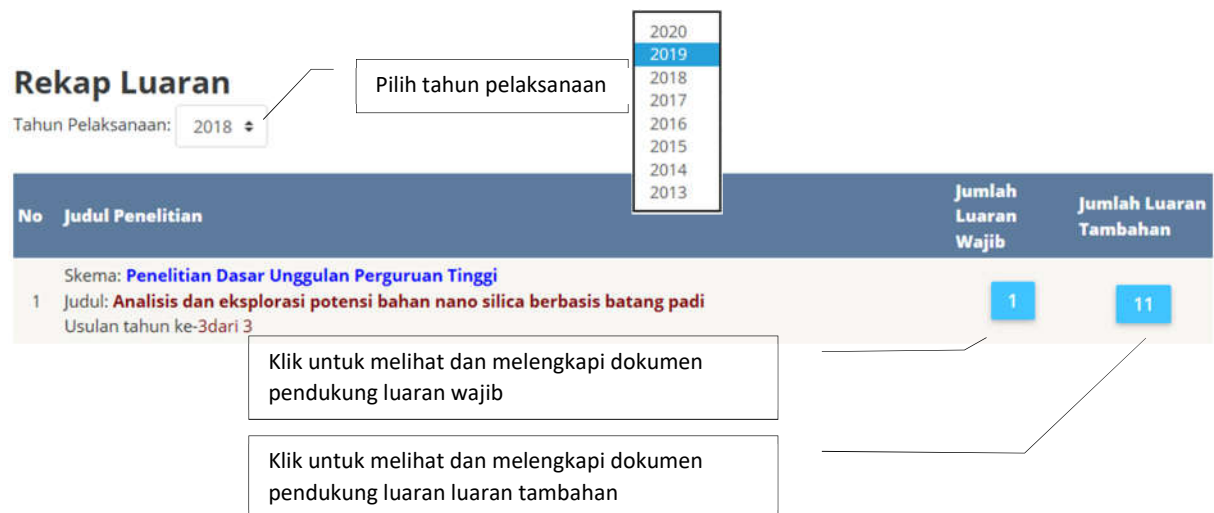 2020
2019
2018
2017
2016
2015
2014
2013
Rekap Luaran
Pilih tahun pelaksanaan
Tahun Pelaksanaan: 2018
No Judul Penelitian
Jumlah
Luaran
Wajib
Jumlah Luaran
Tambahan
Skema: Penelitian Dasar Unggulan Perguruan Tinggi
1 Judul: Analisis dan eksplorasi potensi bahan nano silica berbasis batang padi
Usulan tahun ke-3dari 3
1
11
Klik untuk melihat dan melengkapi dokumen
pendukung luaran wajib
Klik untuk melihat dan melengkapi dokumen
pendukung luaran luaran tambahan